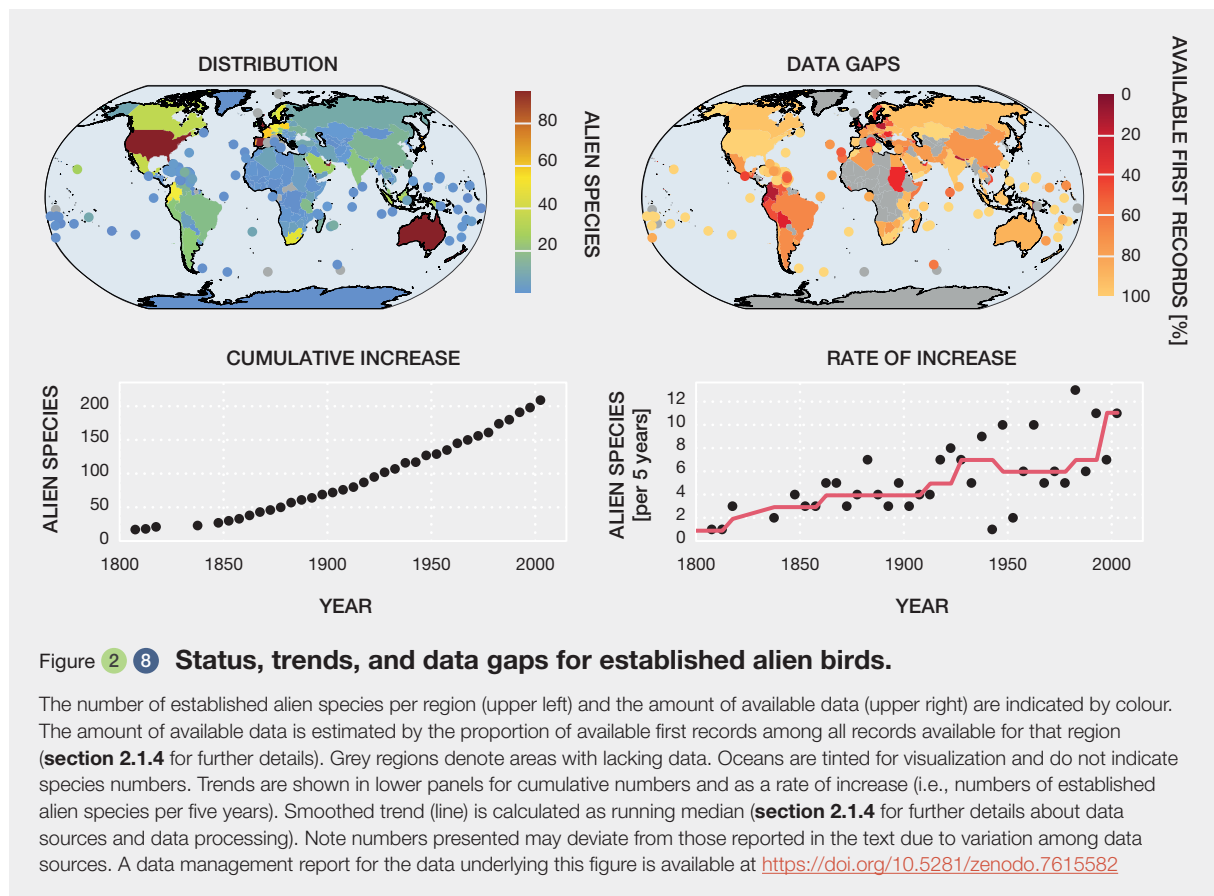 DISTRIBUTION
80
60
40
20
ALIEN SPECIES
DATA GAPS
0
20
40
60
80
100
AVAILABLE FIRST RECORDS [%]
CUMULATIVE INCREASE
ALIEN SPECIES
200
150
100
50
0
1800 1850 1900 1950 2000
YEAR
RATE OF INCREASE
ALIEN SPECIES
[per 5 years]
12
10
8
6
4
2
0
1800 1850 1900 1950 2000
YEAR
Figure 2 8 Status, trends, and data gaps for established alien birds.
The number of established alien species per region (upper left) and the amount of available data (upper right) are indicated by colour.
The amount of available data is estimated by the proportion of available first records among all records available for that region
(section 2.1.4 for further details). Grey regions denote areas with lacking data. Oceans are tinted for visualization and do not indicate
species numbers. Trends are shown in lower panels for cumulative numbers and as a rate of increase (i.e., numbers of established
alien species per five years). Smoothed trend (line) is calculated as running median (section 2.1.4 for further details about data
sources and data processing). Note numbers presented may deviate from those reported in the text due to variation among data
sources. A data management report for the data underlying this figure is available at https://doi.org/10.5281/zenodo.7615582